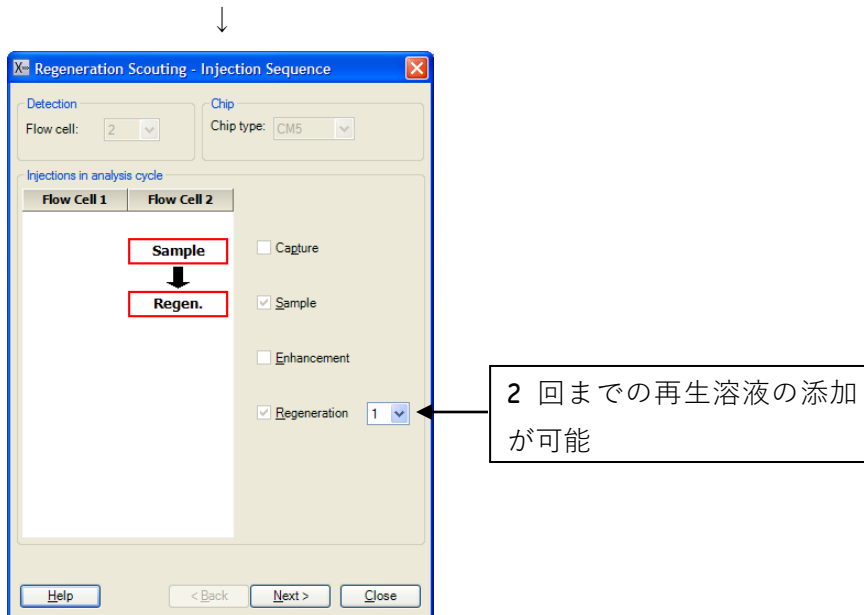 ↓
Regeneration Scouting - Injection Sequence
Detection
Chip
Flow cell: 2
Chip type: CM5
Injections in analysis cycle
Flow Cell 1 Flow Cell 2
Sample
Capture
Regen.
Sample
Enhancement
Regeneration 1
2 回までの再生溶液の添加
が可能
Help < Back Next > Close